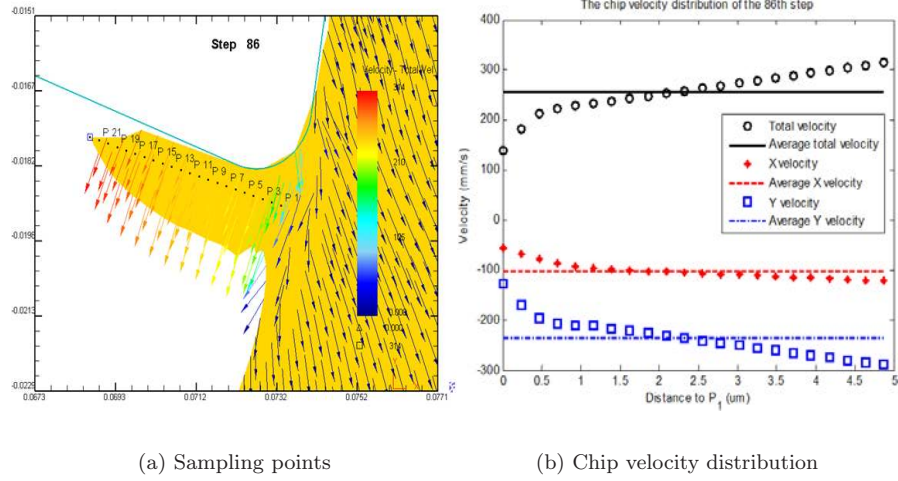 The chip velocity distribution of the 86th step
Step 86
Velocity - Total Vel
210
105
0.000
0.000
P 21
P 19
P 17
P 15
P 13
P 11
P 9
P 7
P 5
P 3
P 1
-0.0151
-0.0167
-0.0182
-0.0198
-0.0213
-0.0229
0.0673
0.0693
0.0712
0.0732
0.0752
0.0771
400
300
200
100
0
-100
-200
-300
Velocity (mm/s)
Total velocity
Average total velocity
X velocity
Average X velocity
Y velocity
Average Y velocity
0 0.5 1 1.5 2 2.5 3 3.5 4 4.5 5
Distance to P1 (um)
(a) Sampling points
(b) Chip velocity distribution